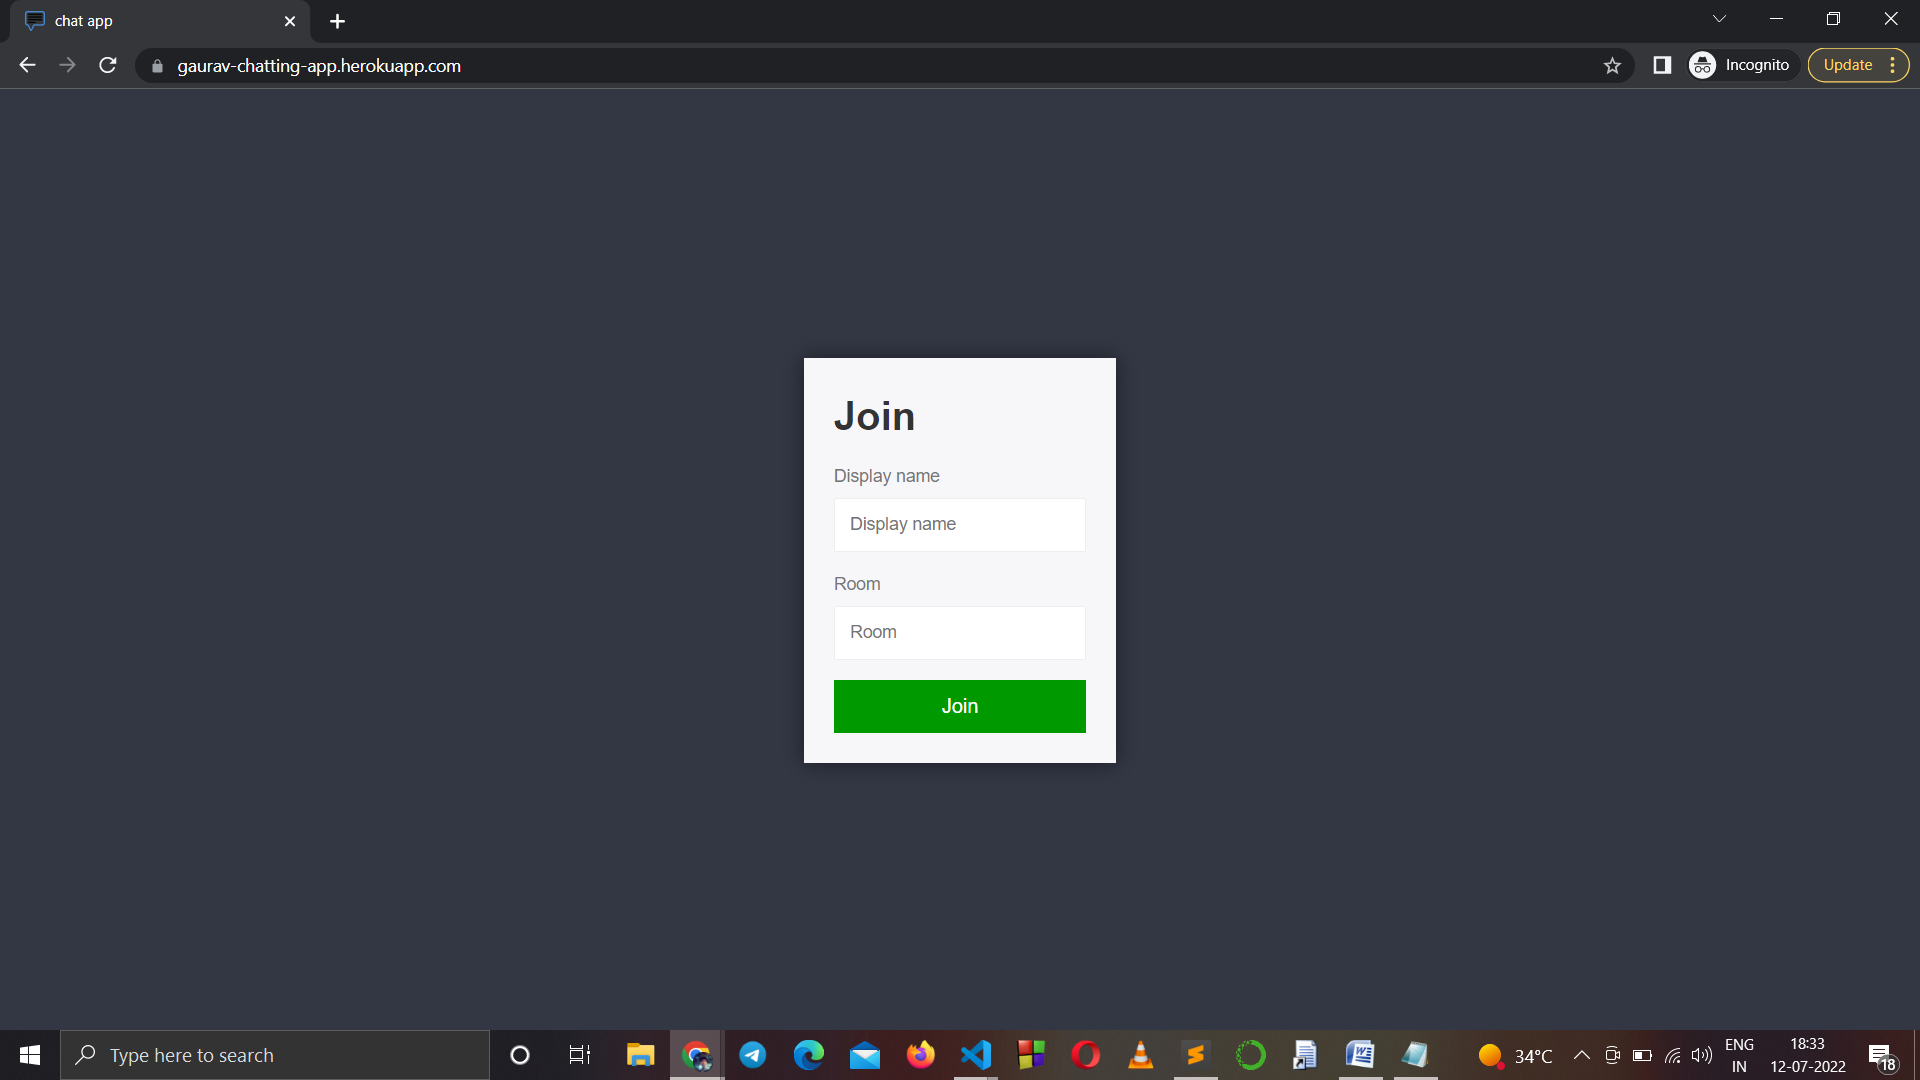 chat app
gaurav-chatting-app.herokuapp.com
Incognito
Update
Join
Display name
Display name
Room
Room
Join
Type here to search
34°C
ENG
IN
18:33
12-07-2022
18